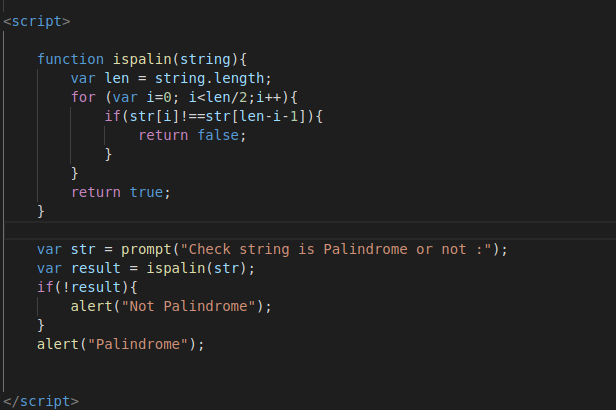 <script>
function ispalin(string){
var len = string.length;
for (var i=0; i<len/2;i++){
if(str[i]!==str[len-i-1]){
return false;
}
}
return true;
}
var str = prompt("Check string is Palindrome or not :");
var result = ispalin(str);
if(!result){
alert("Not Palindrome");
}
alert("Palindrome");
</script>